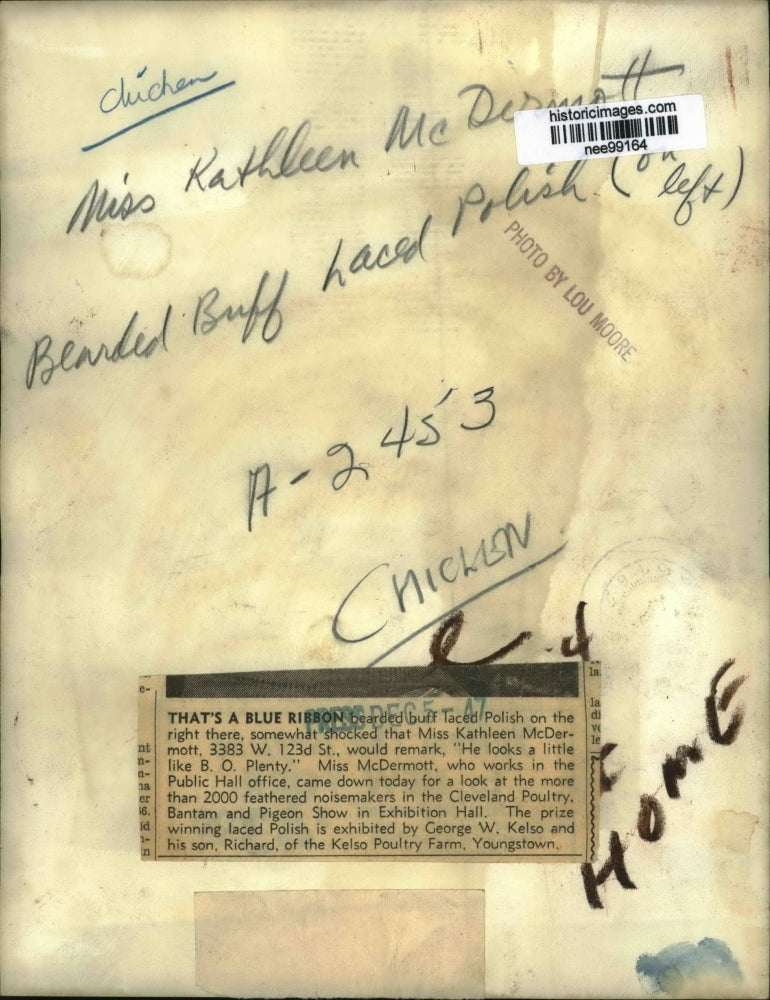 chicken
Miss Kathleen McDermott
historicimages.com
nee99164
Bearded Buff Laced Polish (on left)
PHOTO BY LOU MOORE
A-2453
CHICKEN
HOME
PRESS DEC 5 - 47
THAT'S A BLUE RIBBON bearded buff laced Polish on the
right there, somewhat shocked that Miss Kathleen McDer-
mott, 3383 W. 123d St., would remark, "He looks a little
like B. O. Plenty." Miss McDermott, who works in the
Public Hall office, came down today for a look at the more
than 2000 feathered noisemakers in the Cleveland Poultry,
Bantam and Pigeon Show in Exhibition Hall. The prize
winning laced Polish is exhibited by George W. Kelso and
his son, Richard, of the Kelso Poultry Farm, Youngstown.